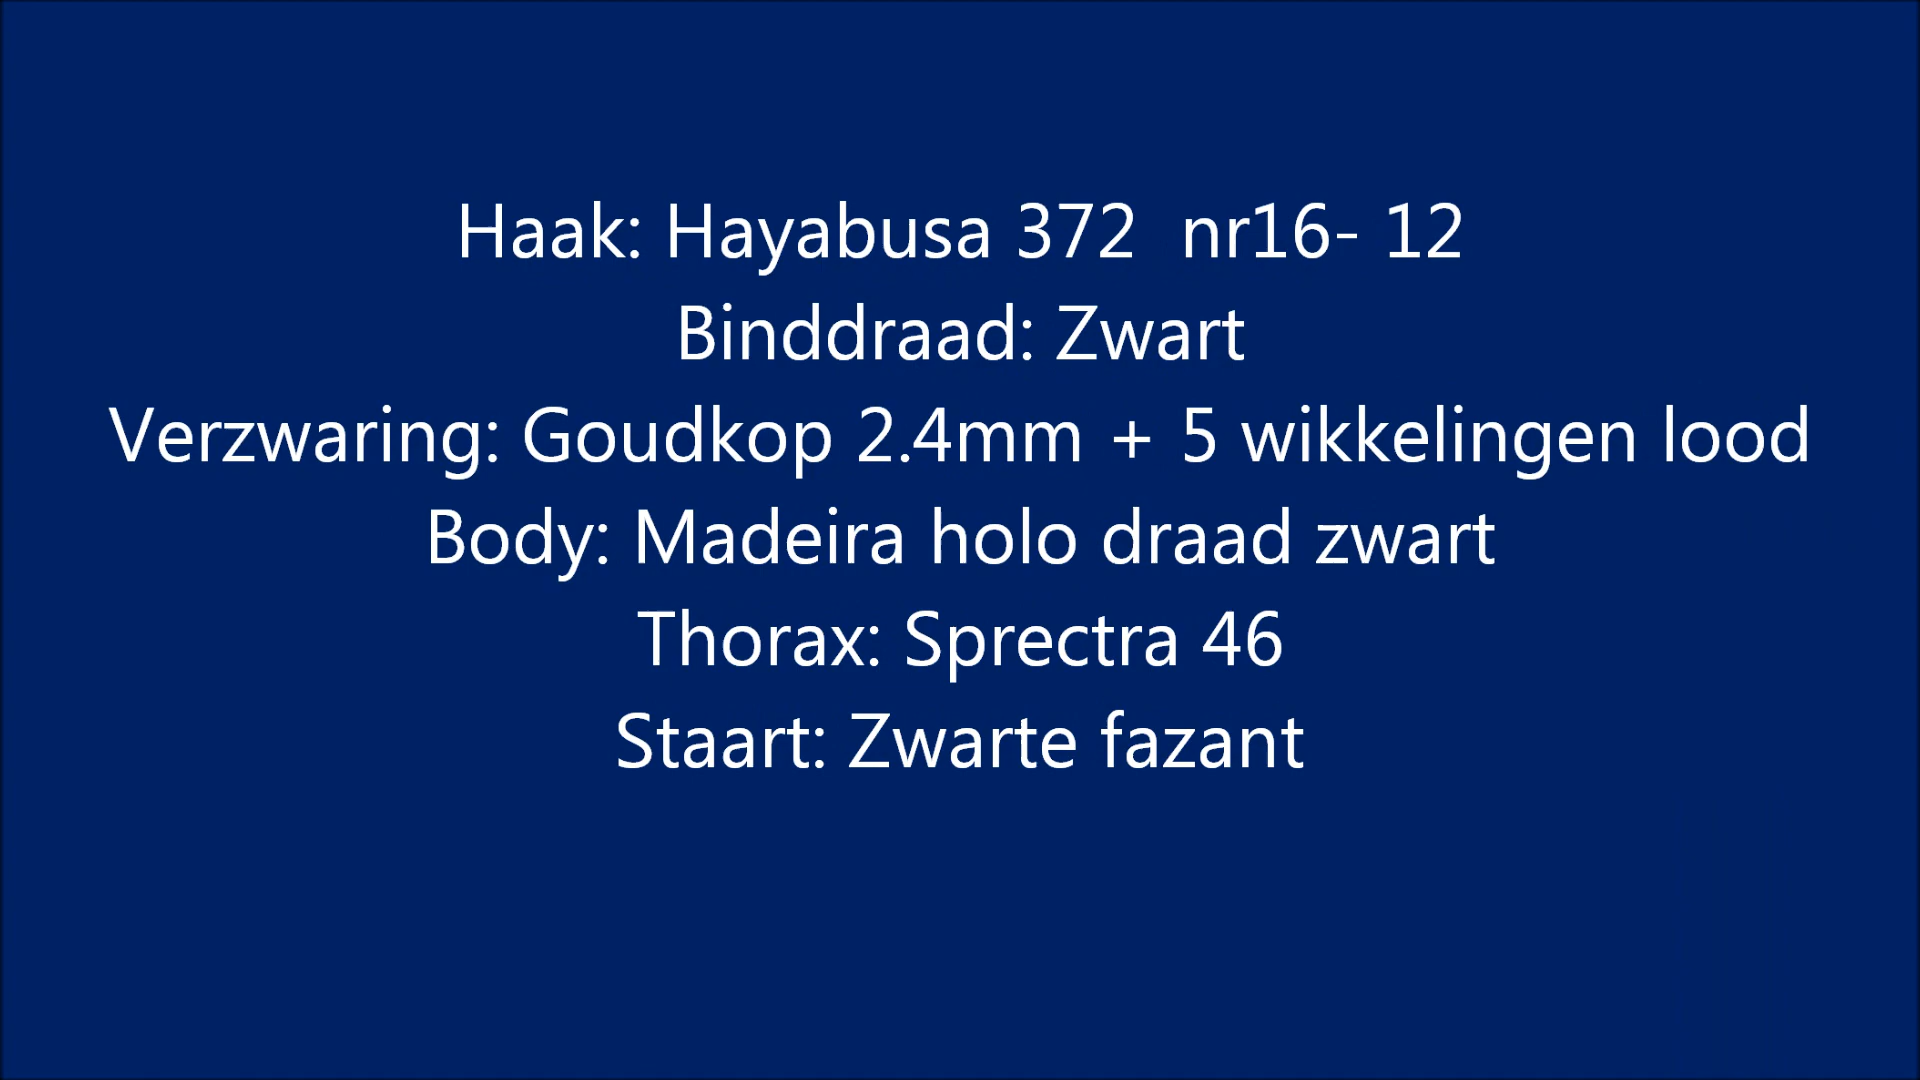 Haak: Hayabusa 372  nr16- 12
Binddraad: Zwart
Verzwaring: Goudkop 2.4mm + 5 wikkelingen lood
Body: Madeira holo draad zwart
Thorax: Sprectra 46
Staart: Zwarte fazant